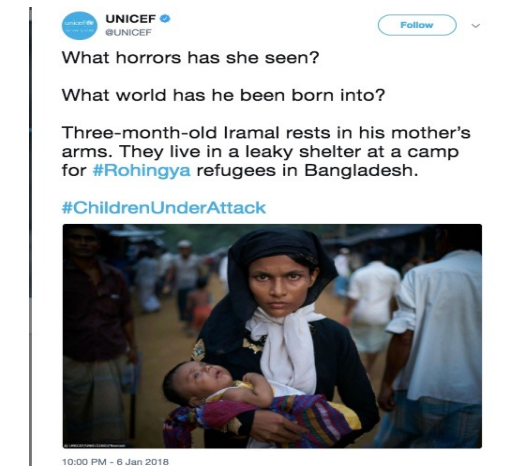 UNICEF
@UNICEF
Follow
What horrors has she seen?
What world has he been born into?
Three-month-old Iramal rests in his mother's
arms. They live in a leaky shelter at a camp
for #Rohingya refugees in Bangladesh.
#ChildrenUnderAttack
10:00 PM - 6 Jan 2018